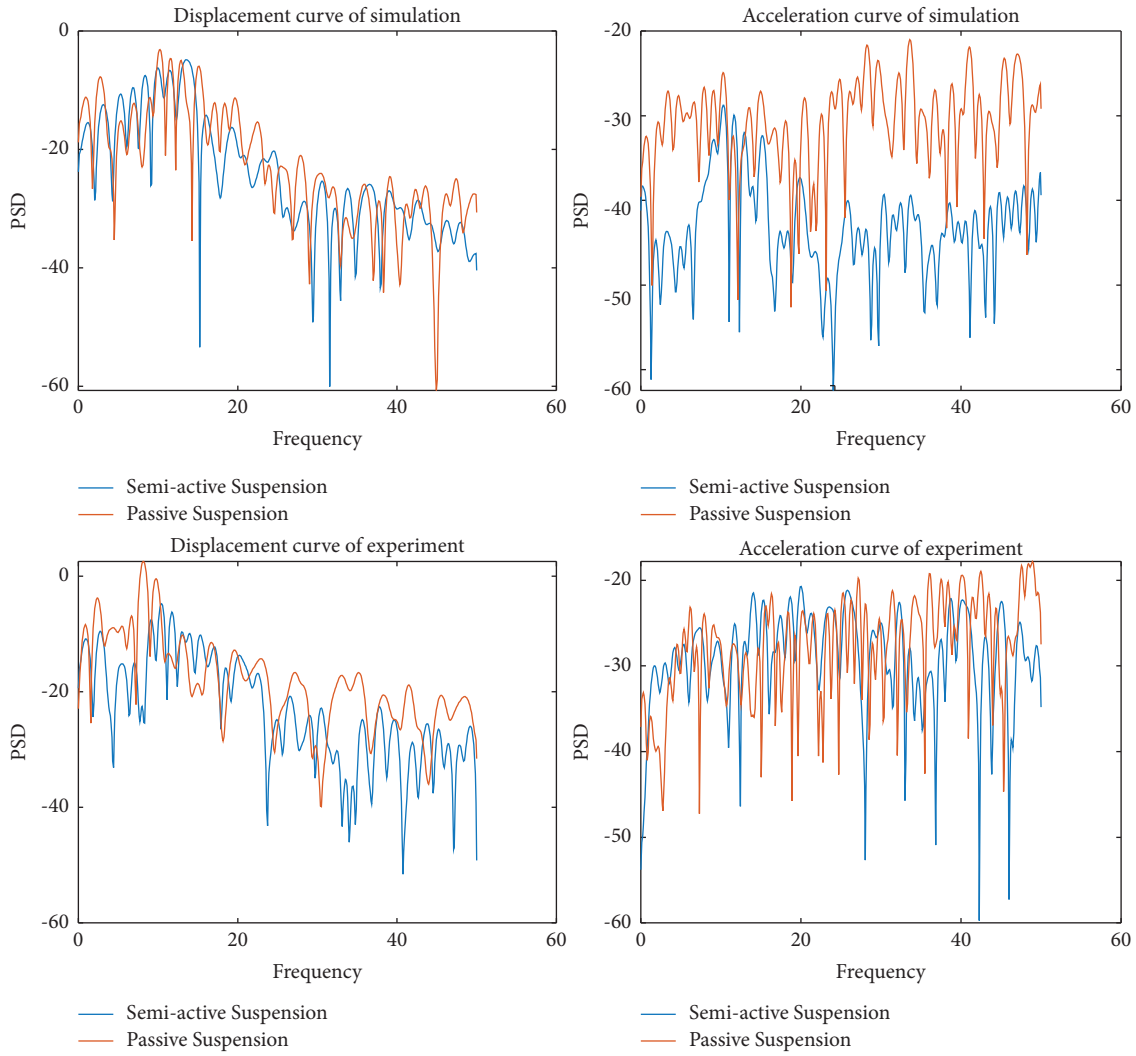 Displacement curve of simulation
0
-20
-40
-60
PSD
0 20 40 60
Frequency
Semi-active Suspension
Passive Suspension
Acceleration curve of simulation
-20
-30
-40
-50
-60
PSD
0 20 40 60
Frequency
Semi-active Suspension
Passive Suspension
Displacement curve of experiment
0
-20
-40
-60
PSD
0 20 40 60
Frequency
Semi-active Suspension
Passive Suspension
Acceleration curve of experiment
-20
-30
-40
-50
-60
PSD
0 20 40 60
Frequency
Semi-active Suspension
Passive Suspension